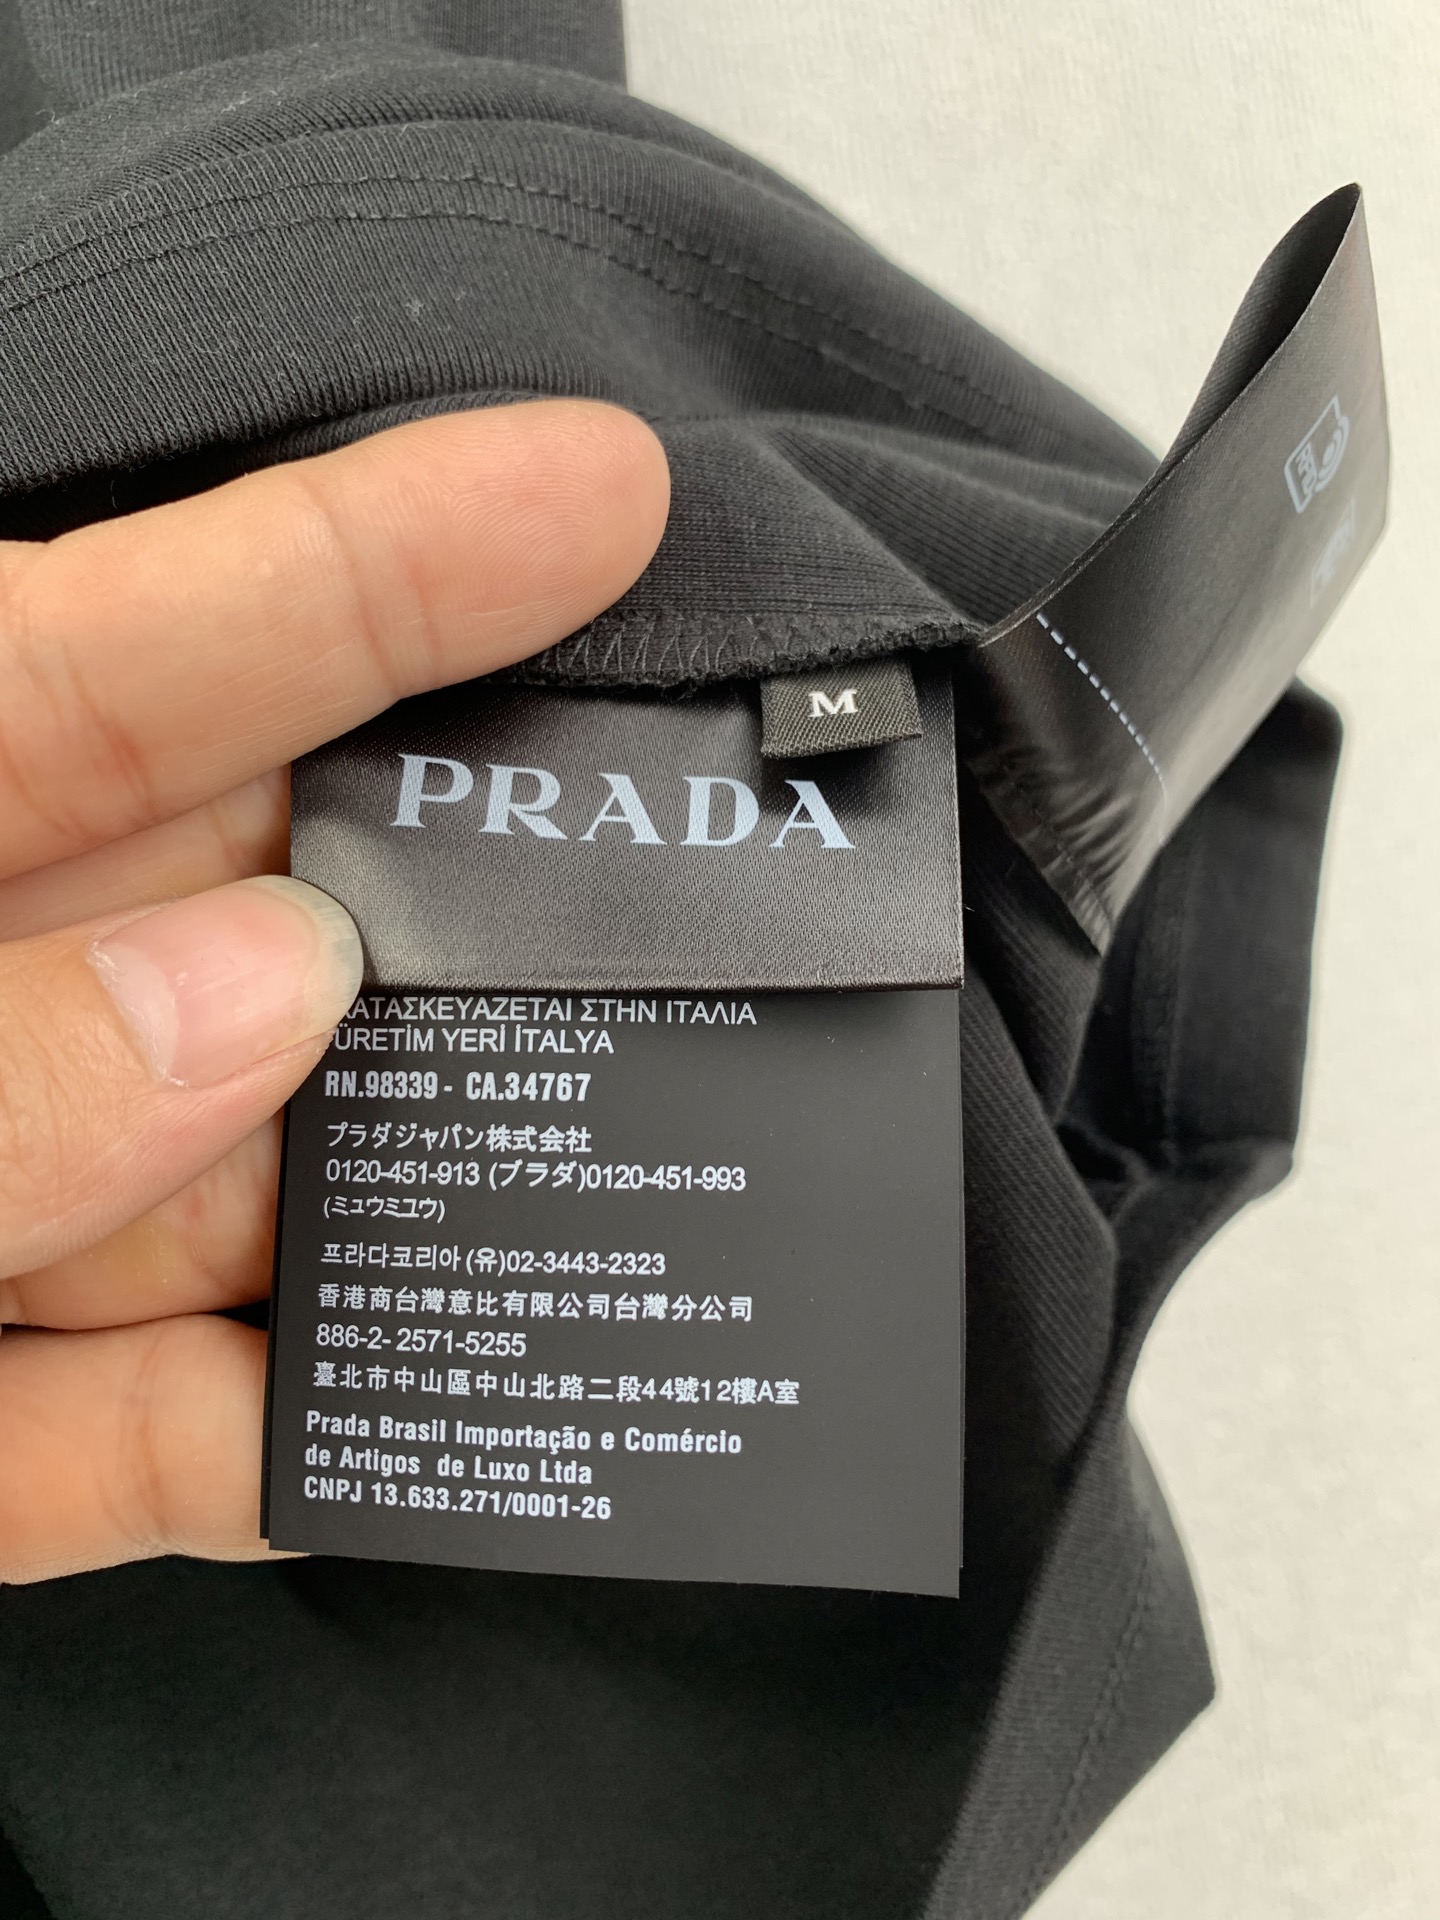 M
PRADA
ΚΑΤΑΣΚΕΥΑΖΕΤΑΙ ΣΤΗΝ ΙΤΑΛΙΑ
ÜRETİM YERİ İTALYA
RN.98339 - CA.34767
プラダジャパン株式会社
0120-451-913 (プラダ)0120-451-993
(ミュウミュウ)
프라다코리아(유)02-3443-2323
香港商台灣意比有限公司台灣分公司
886-2- 2571-5255
臺北市中山區中山北路二段44號12樓A室
Prada Brasil Importação e Comércio
de Artigos de Luxo Ltda
CNPJ 13.633.271/0001-26